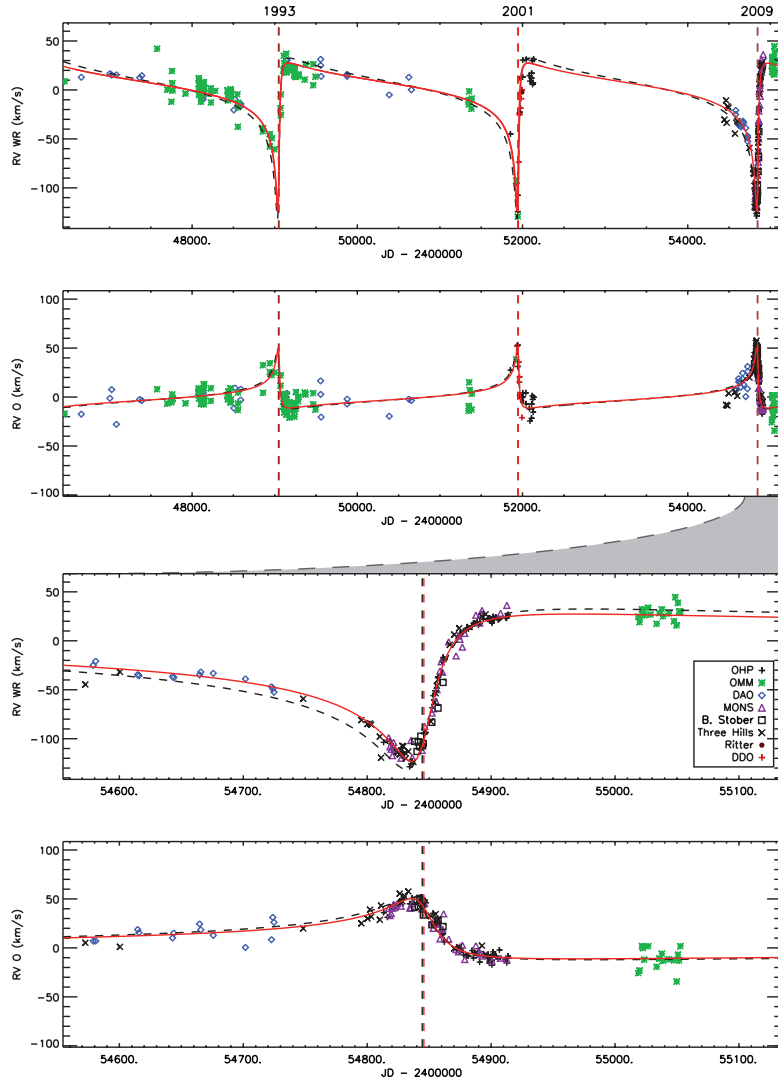 1993 2001 2009
50
0
-50
-100
RV WR (km/s)
48000. 50000. 52000. 54000.
JD - 2400000
100
50
0
-50
-100
RV O (km/s)
48000. 50000. 52000. 54000.
JD - 2400000
50
0
-50
-100
RV WR (km/s)
OHP
OMM
DAO
MONS
B. Stober
Three Hills
Ritter
DDO
54600. 54700. 54800. 54900. 55000. 55100.
JD - 2400000
100
50
0
-50
-100
RV O (km/s)
54600. 54700. 54800. 54900. 55000. 55100.
JD - 2400000